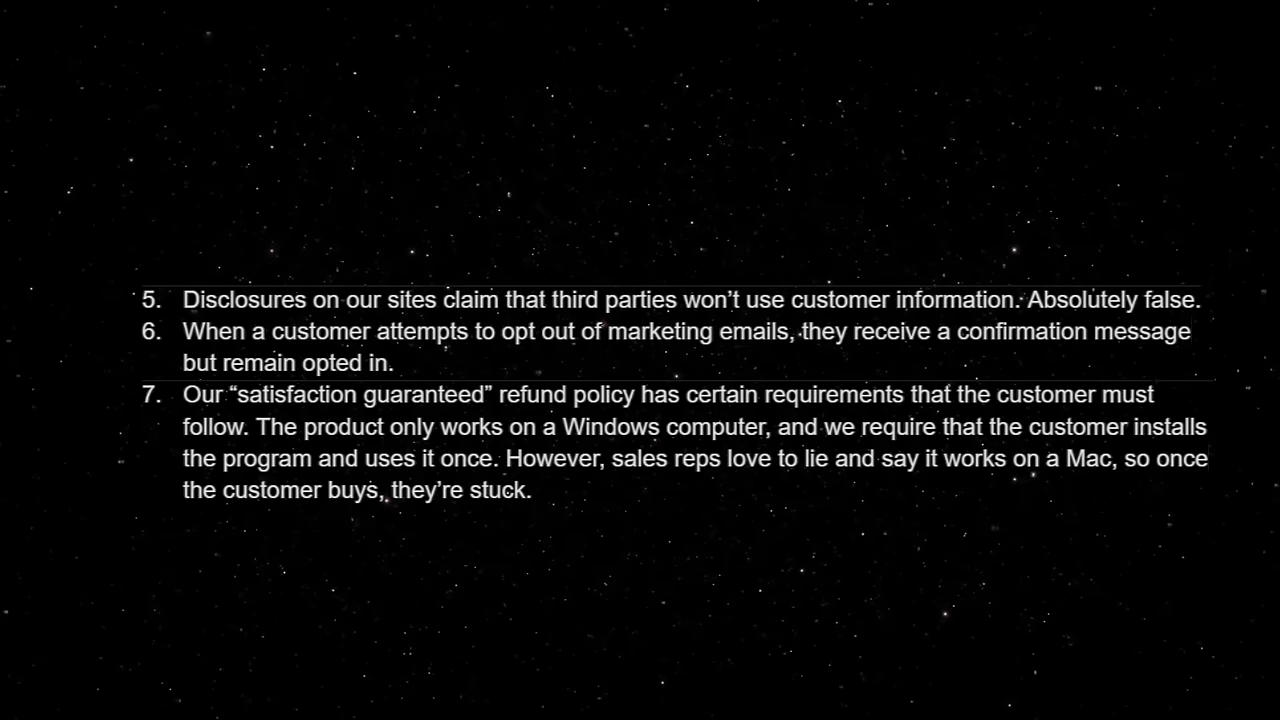 5. Disclosures on our sites claim that third parties won’t use customer information. Absolutely false.
6. When a customer attempts to opt out of marketing emails, they receive a confirmation message
but remain opted in.
7. Our “satisfaction guaranteed” refund policy has certain requirements that the customer must
follow. The product only works on a Windows computer, and we require that the customer installs
the program and uses it once. However, sales reps love to lie and say it works on a Mac, so once
the customer buys, they’re stuck.